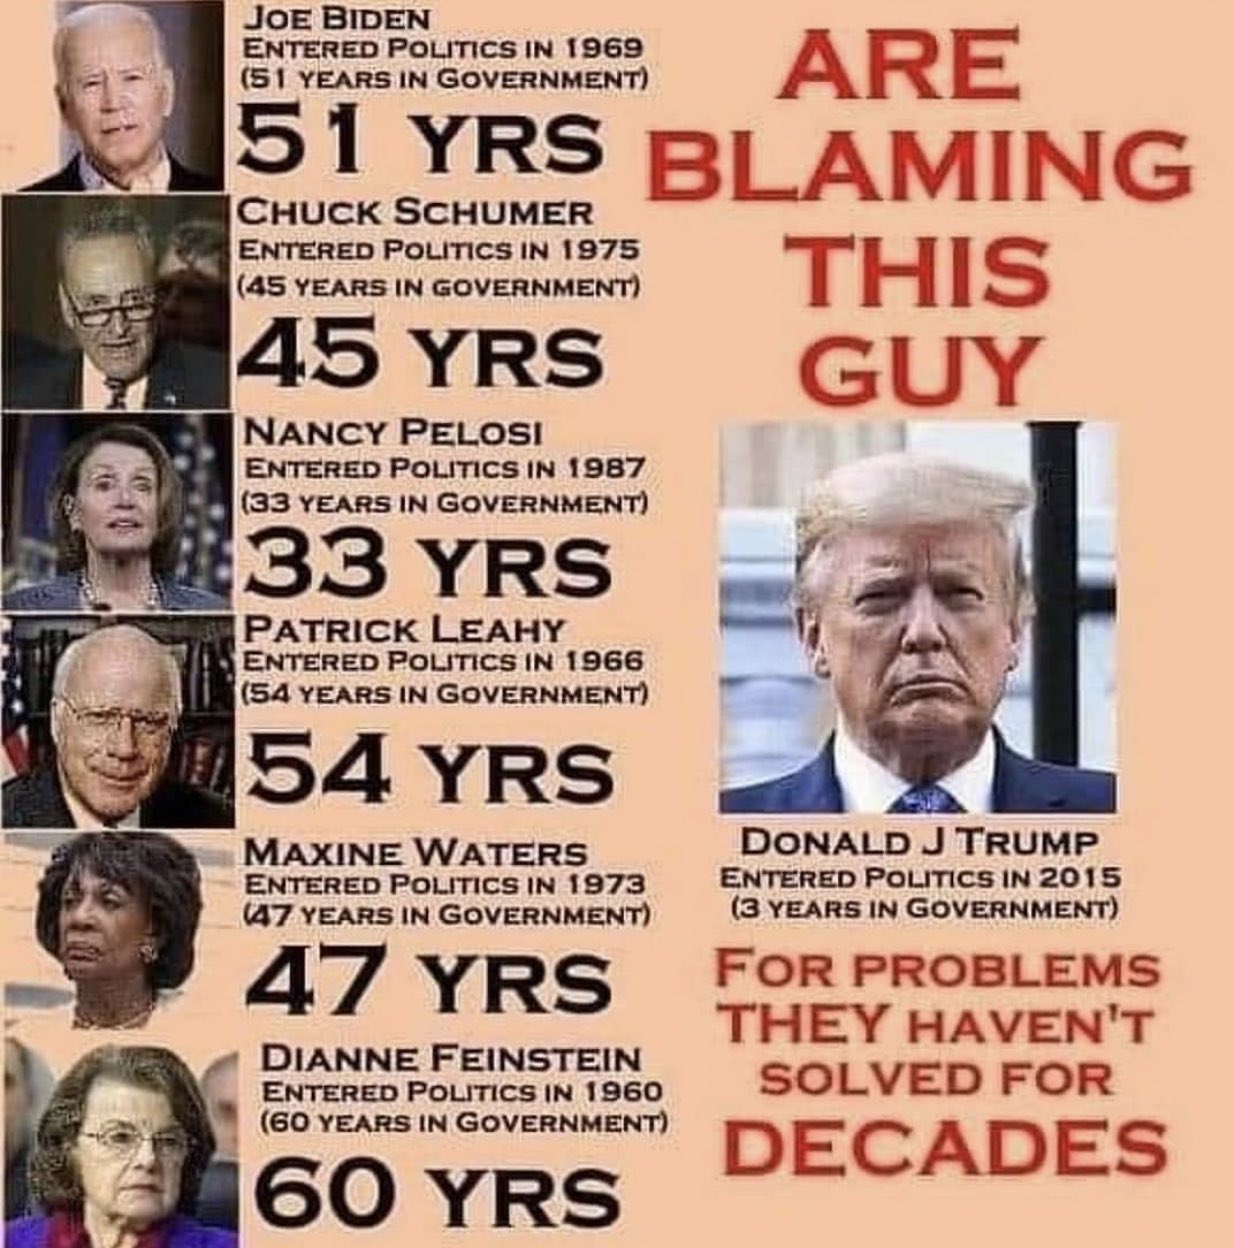 JOE BIDEN
ENTERED POLITICS IN 1969
(51 YEARS IN GOVERNMENT)
51 YRS
CHUCK SCHUMER
ENTERED POLITICS IN 1975
(45 YEARS IN GOVERNMENT)
45 YRS
NANCY PELOSI
ENTERED POLITICS IN 1987
(33 YEARS IN GOVERNMENT)
33 YRS
PATRICK LEAHY
ENTERED POLITICS IN 1966
(54 YEARS IN GOVERNMENT)
54 YRS
MAXINE WATERS
ENTERED POLITICS IN 1973
(47 YEARS IN GOVERNMENT)
47 YRS
DIANNE FEINSTEIN
ENTERED POLITICS IN 1960
(60 YEARS IN GOVERNMENT)
60 YRS
ARE
BLAMING
THIS
GUY
DONALD J TRUMP
ENTERED POLITICS IN 2015
(3 YEARS IN GOVERNMENT)
FOR PROBLEMS
THEY HAVEN'T
SOLVED FOR
DECADES